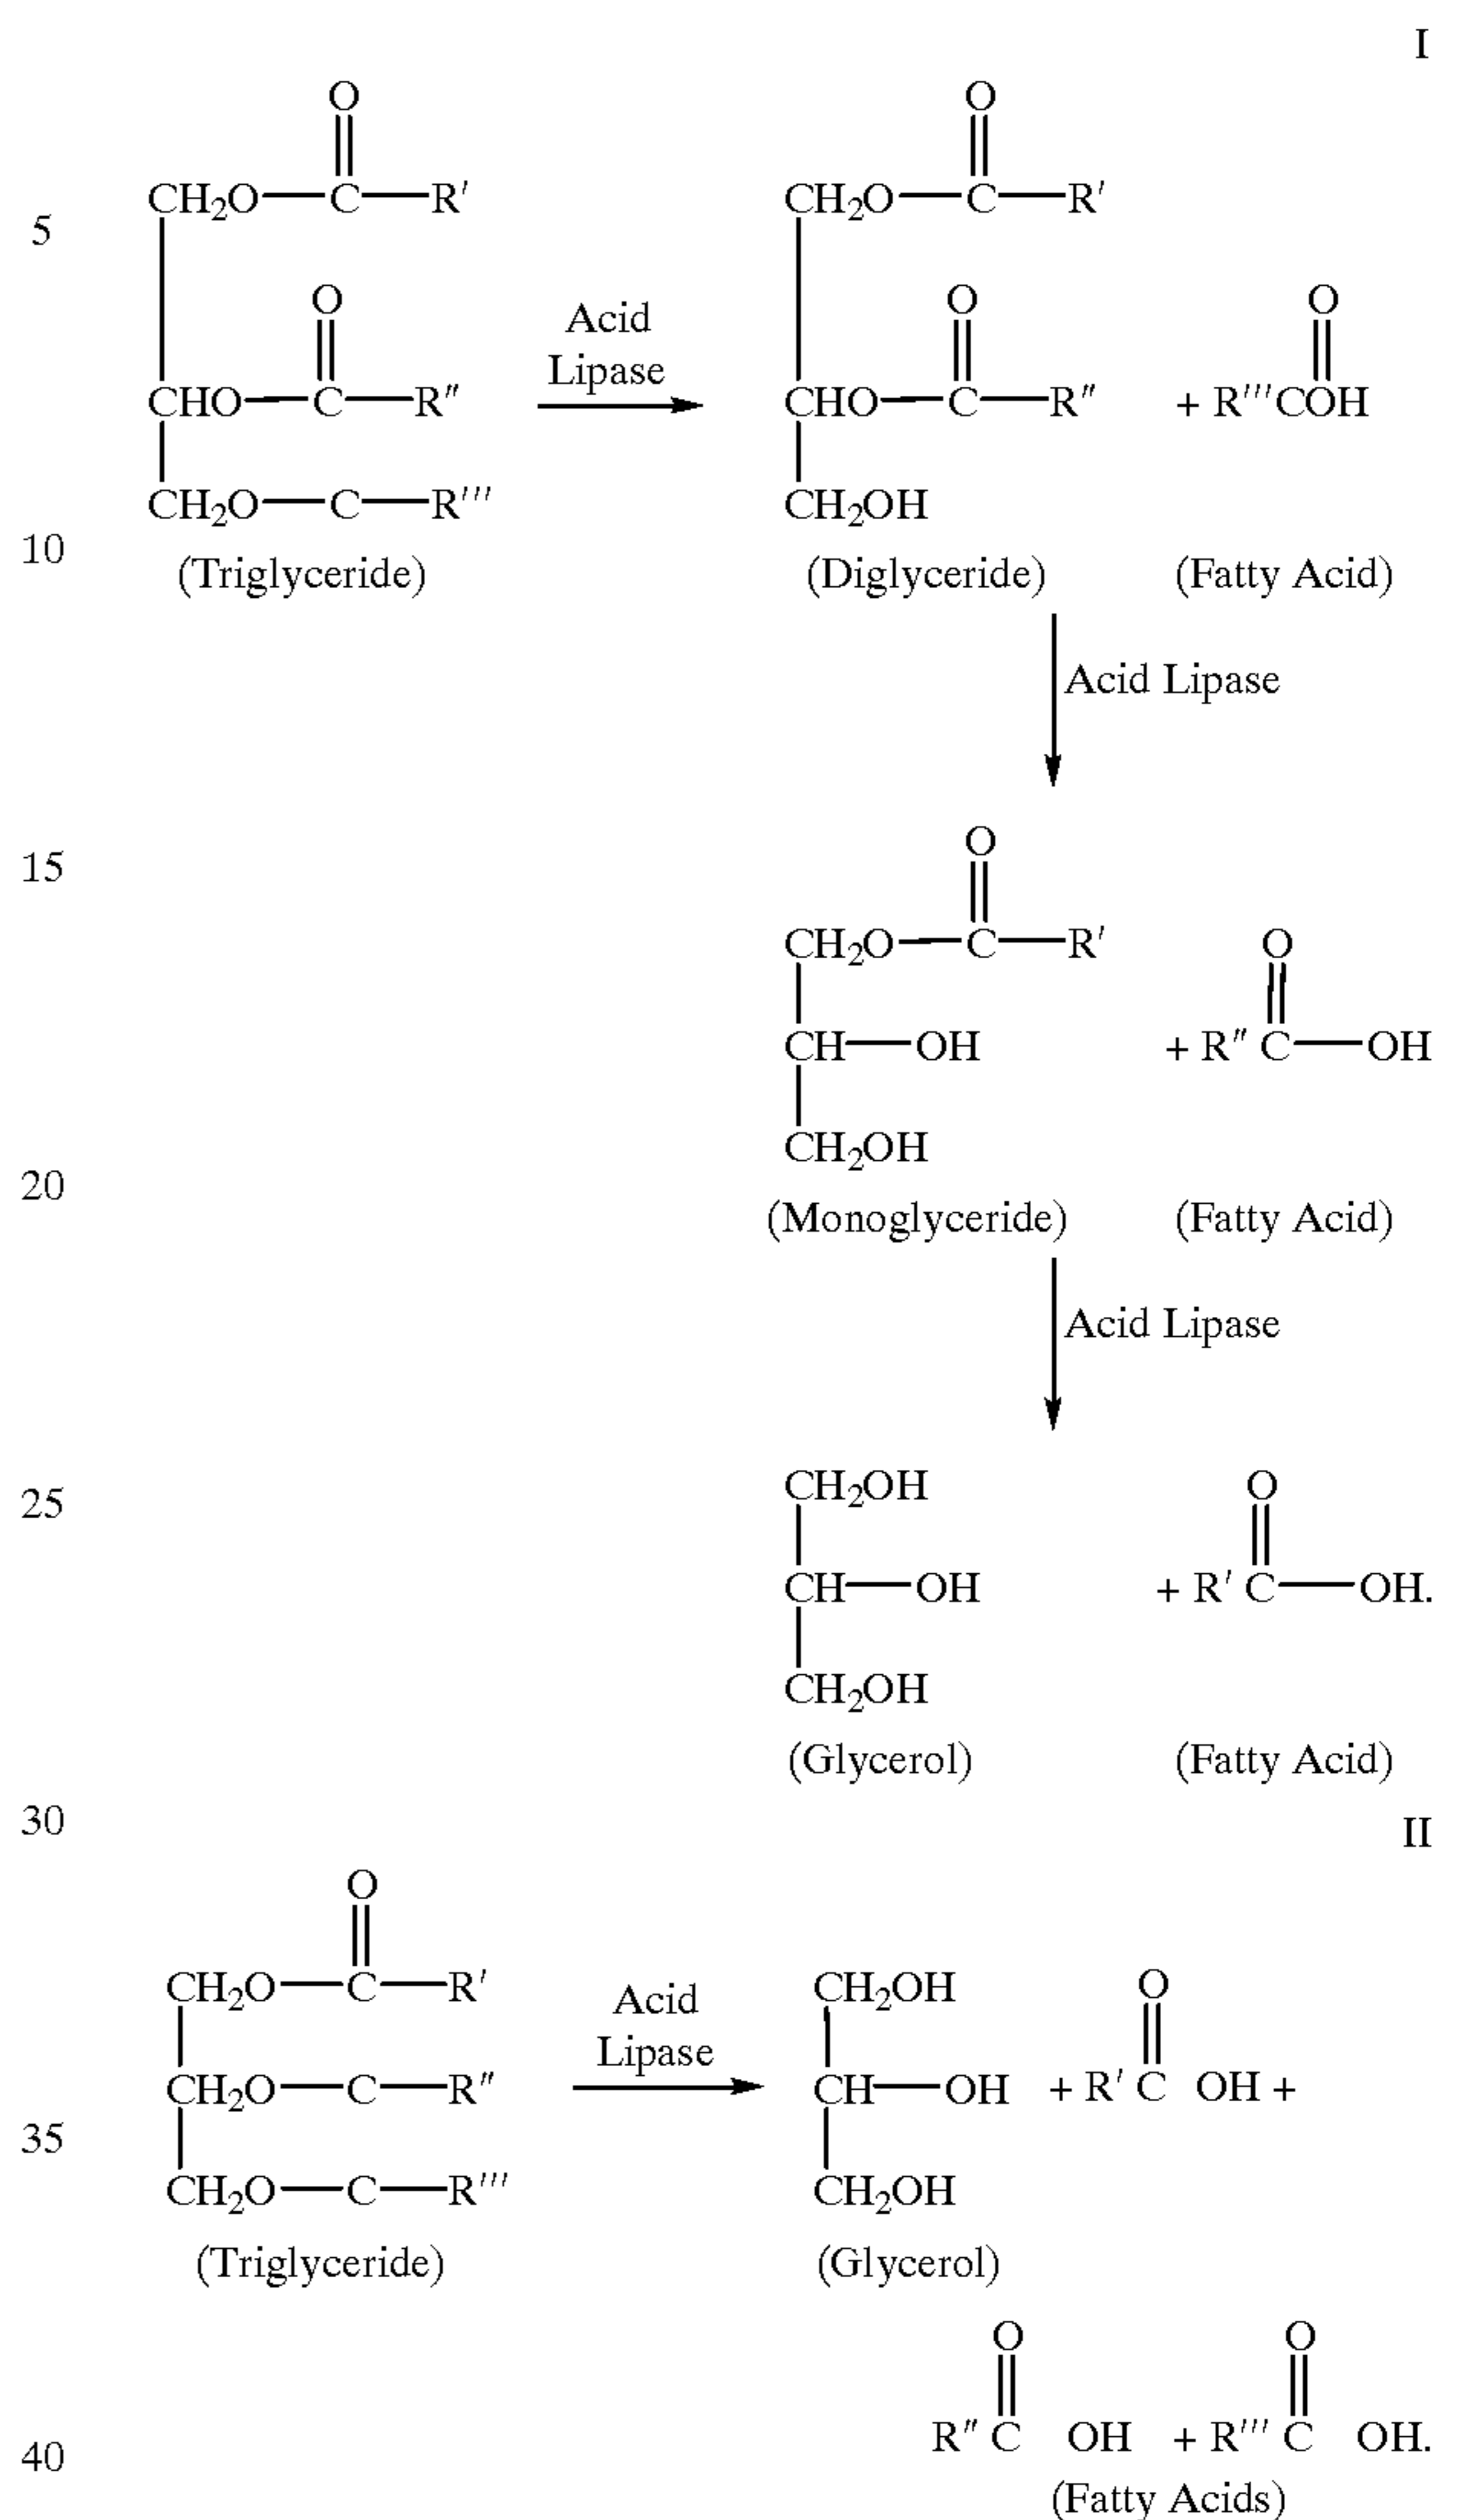 I
O O
5 CH₂O—C—R′ CH₂O—C—R′
O O O
Acid
Lipase
CHO—C—R″ CHO—C—R″ + R‴COH
CH₂O—C—R‴ CH₂OH
10 (Triglyceride) (Diglyceride) (Fatty Acid)
Acid Lipase
15 O
CH₂O—C—R′ O
CH—OH + R″ C—OH
CH₂OH
20 (Monoglyceride) (Fatty Acid)
Acid Lipase
25 CH₂OH O
CH—OH + R′ C—OH.
CH₂OH
(Glycerol) (Fatty Acid)
30 II
O
CH₂O—C—R′ CH₂OH O
Acid
Lipase
CH₂O—C—R″ CH—OH + R′ C OH +
35
CH₂O—C—R‴ CH₂OH
(Triglyceride) (Glycerol)
O O
40 R″ C OH + R‴ C OH.
(Fatty Acids)